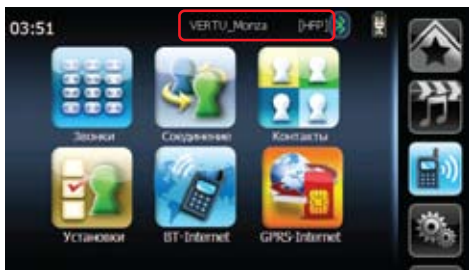 03:51 VERTU_Monza [HFP]
Звонки Соединение Контакты
Установки BT-Internet GPRS-Internet